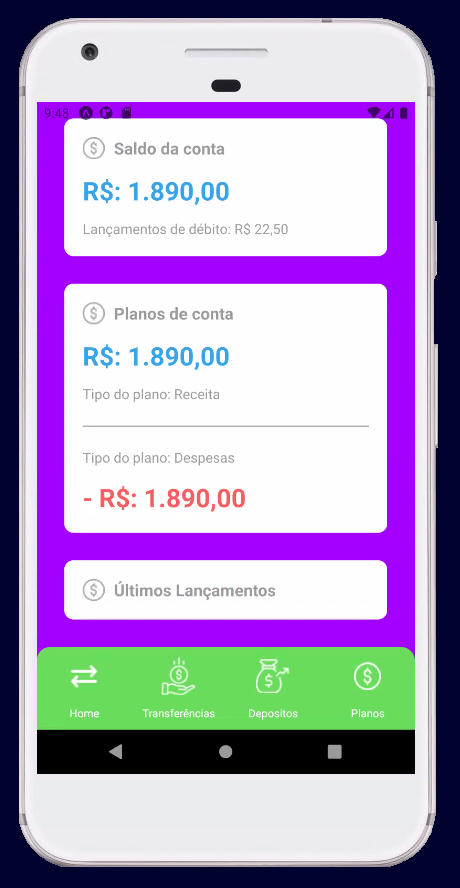 9:48
Saldo da conta
R$: 1.890,00
Lançamentos de débito: R$ 22,50
Planos de conta
R$: 1.890,00
Tipo do plano: Receita
Tipo do plano: Despesas
- R$: 1.890,00
Últimos Lançamentos
Home Transferências Depositos Planos